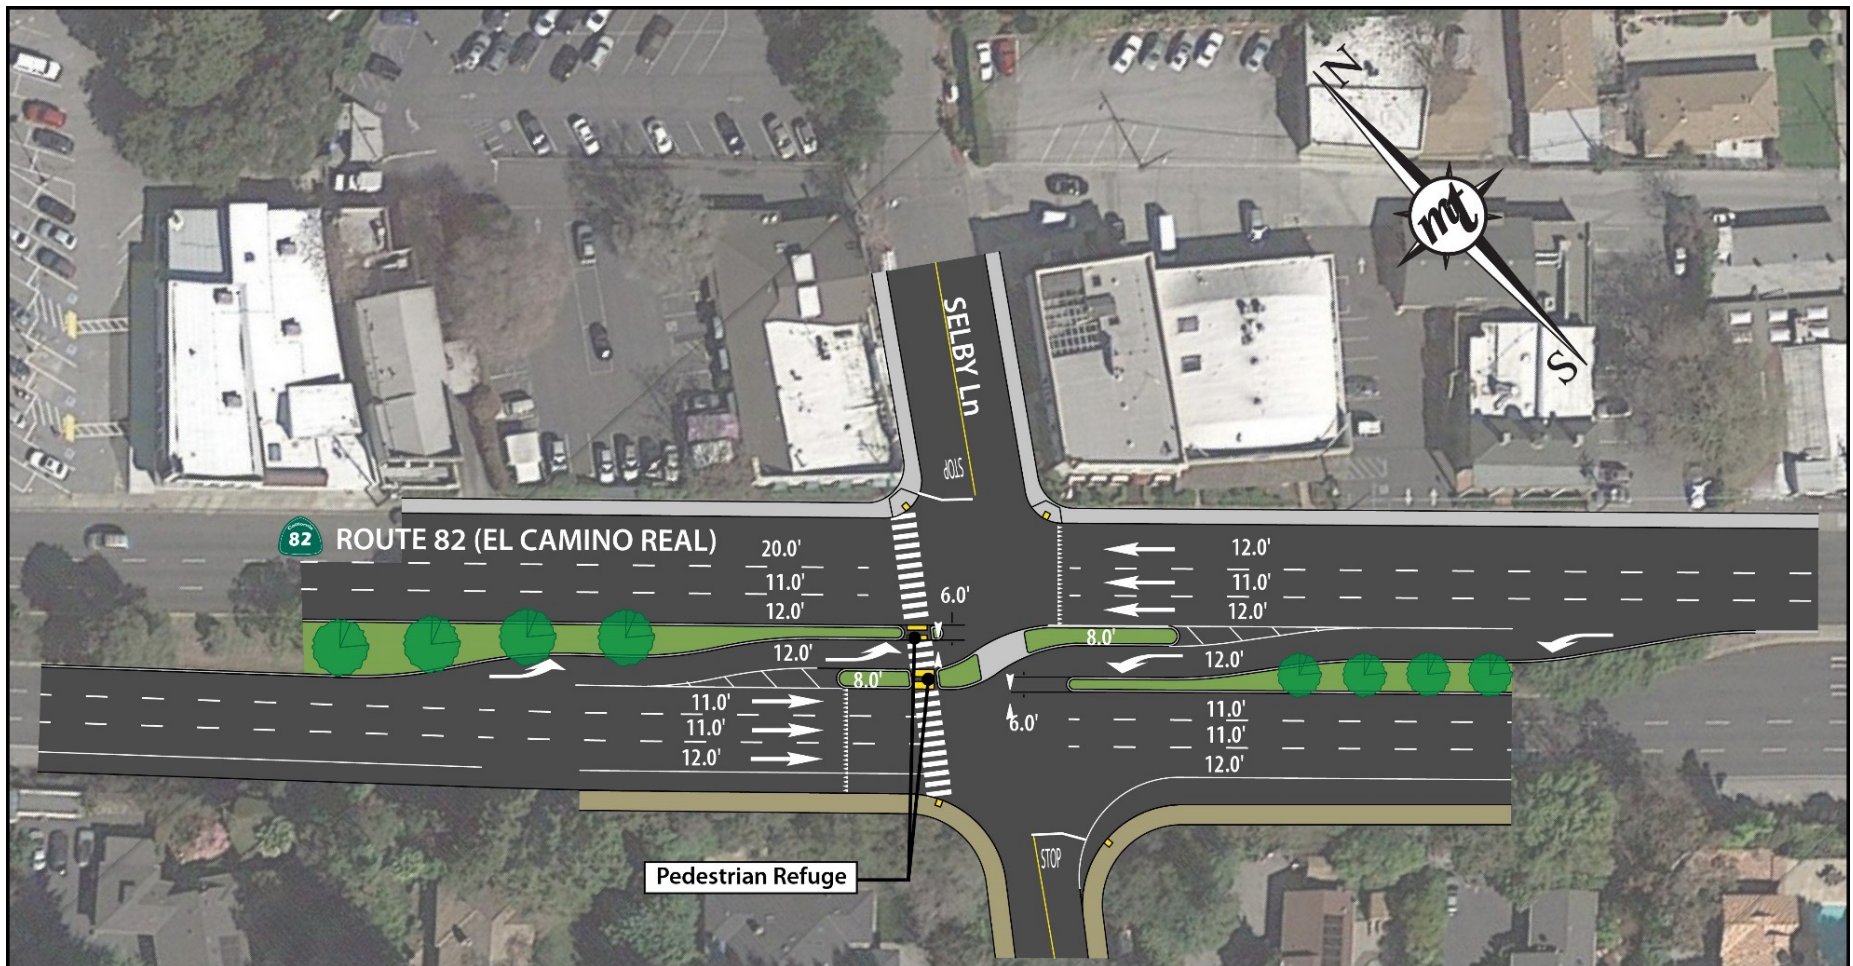 N
mt
S
SELBY Ln
STOP
California
82
ROUTE 82 (EL CAMINO REAL)
20.0'
12.0'
11.0'
11.0'
12.0'
6.0'
12.0'
8.0'
12.0'
12.0'
8.0'
11.0'
11.0'
11.0'
6.0'
11.0'
12.0'
12.0'
STOP
Pedestrian Refuge